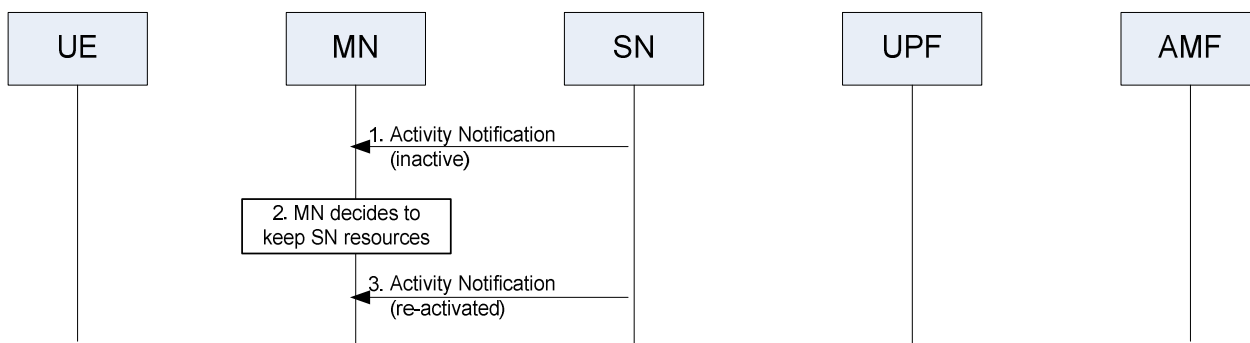 UE
MN
SN
UPF
AMF
1. Activity Notification
(inactive)
2. MN decides to
keep SN resources
3. Activity Notification
(re-activated)